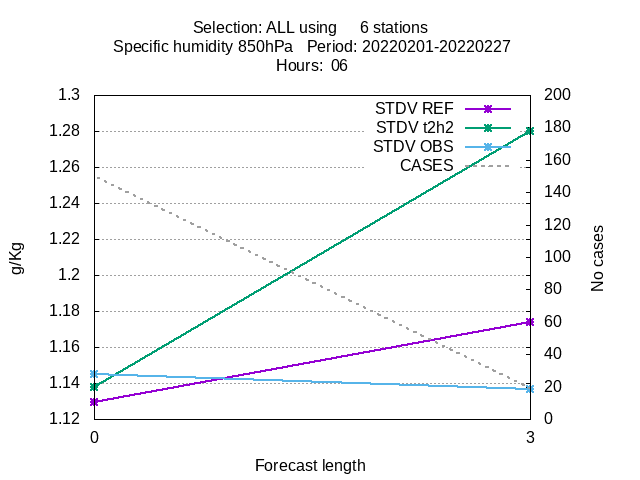 Selection: ALL using 6 stations
Specific humidity 850hPa Period: 20220201-20220227
Hours: 06
STDV REF
STDV t2h2
STDV OBS
CASES
1.3
1.28
1.26
1.24
1.22
1.2
1.18
1.16
1.14
1.12
200
180
160
140
120
100
80
60
40
20
0
g/Kg
No cases
0
3
Forecast length